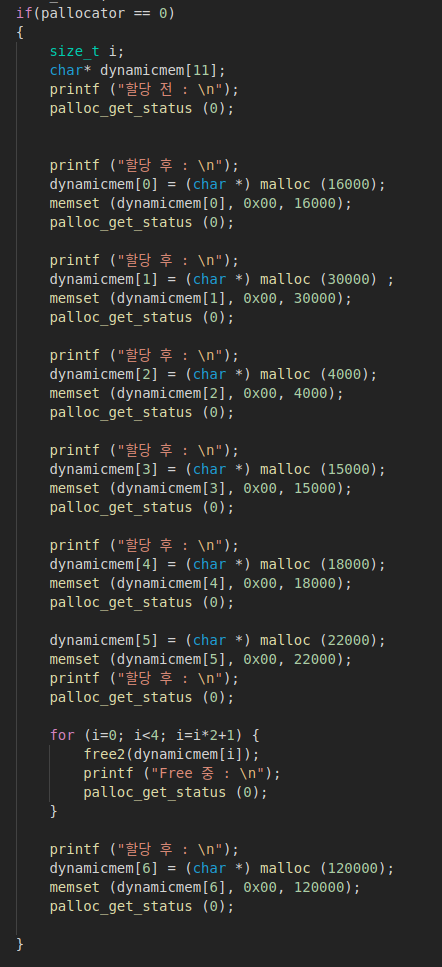 if(pallocator == 0)
{
    size_t i;
    char* dynamicmem[11];
    printf ("할당 전 : \n");
    palloc_get_status (0);


    printf ("할당 후 : \n");
    dynamicmem[0] = (char *) malloc (16000);
    memset (dynamicmem[0], 0x00, 16000);
    palloc_get_status (0);

    printf ("할당 후 : \n");
    dynamicmem[1] = (char *) malloc (30000) ;
    memset (dynamicmem[1], 0x00, 30000);
    palloc_get_status (0);

    printf ("할당 후 : \n");
    dynamicmem[2] = (char *) malloc (4000);
    memset (dynamicmem[2], 0x00, 4000);
    palloc_get_status (0);

    printf ("할당 후 : \n");
    dynamicmem[3] = (char *) malloc (15000);
    memset (dynamicmem[3], 0x00, 15000);
    palloc_get_status (0);

    printf ("할당 후 : \n");
    dynamicmem[4] = (char *) malloc (18000);
    memset (dynamicmem[4], 0x00, 18000);
    palloc_get_status (0);

    dynamicmem[5] = (char *) malloc (22000);
    memset (dynamicmem[5], 0x00, 22000);
    printf ("할당 후 : \n");
    palloc_get_status (0);

    for (i=0; i<4; i=i*2+1) {
        free2(dynamicmem[i]);
        printf ("Free 중 : \n");
        palloc_get_status (0);
    }

    printf ("할당 후 : \n");
    dynamicmem[6] = (char *) malloc (120000);
    memset (dynamicmem[6], 0x00, 120000);
    palloc_get_status (0);

}